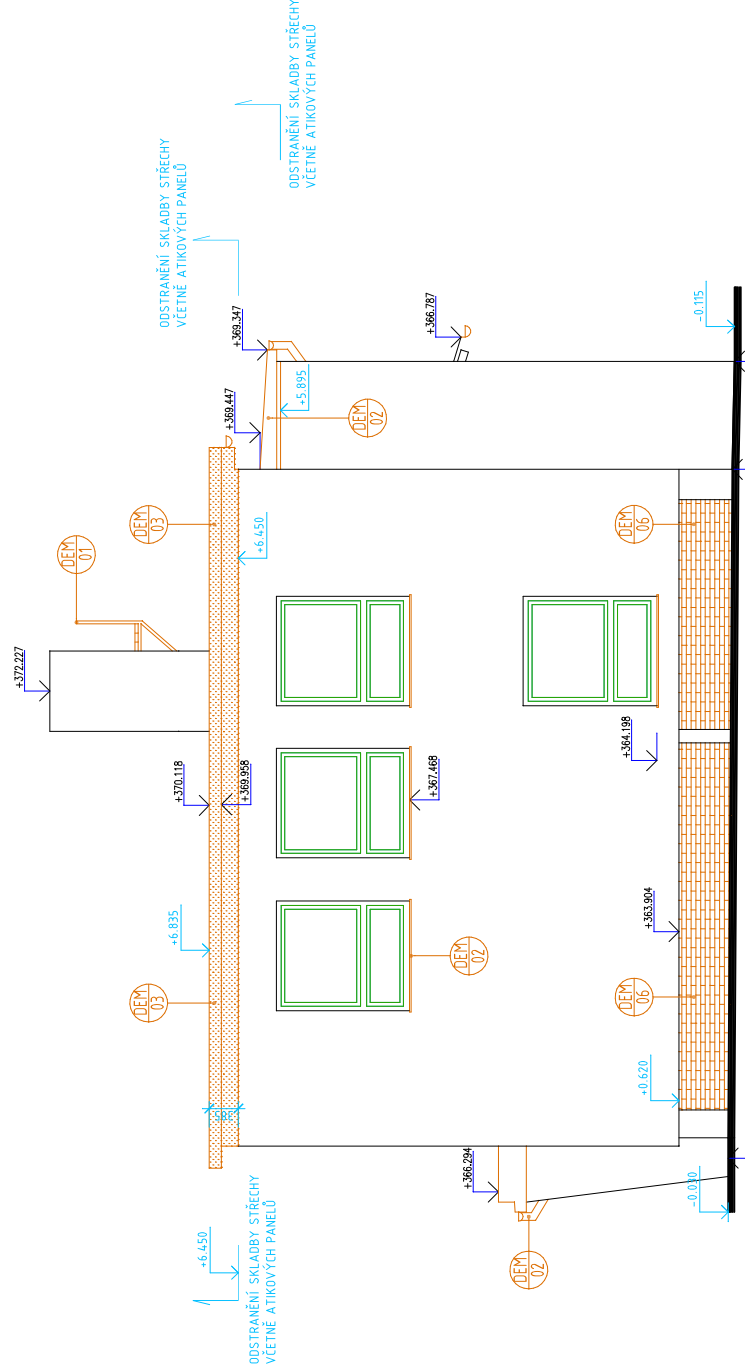 ODSTRANĚNÍ SKLADBY STŘECHY
VČETNĚ ATIKOVÝCH PANELŮ
ODSTRANĚNÍ SKLADBY STŘECHY
VČETNĚ ATIKOVÝCH PANELŮ
+369.347
+366.787
-0.115
+369.447
+5.895
DEM
02
DEM
03
DEM
01
+6.450
DEM
06
+372.227
+370.118
+369.958
+367.468
+364.198
+6.835
+363.904
DEM
03
DEM
02
DEM
06
+0.620
+366.294
-0.030
+6.450
ODSTRANĚNÍ SKLADBY STŘECHY
VČETNĚ ATIKOVÝCH PANELŮ
DEM
02